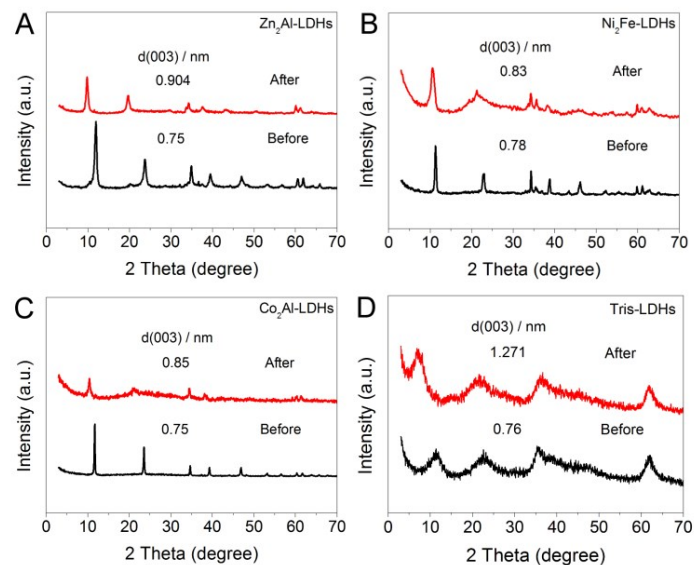 A
Zn₂Al-LDHs
d(003) / nm
0.904
After
0.75
Before
Intensity (a.u.)
0 10 20 30 40 50 60 70
2 Theta (degree)
B
Ni₂Fe-LDHs
d(003) / nm
0.83
After
0.78
Before
Intensity (a.u.)
0 10 20 30 40 50 60 70
2 Theta (degree)
C
Co₂Al-LDHs
d(003) / nm
0.85
After
0.75
Before
Intensity (a.u.)
0 10 20 30 40 50 60 70
2 Theta (degree)
D
Tris-LDHs
d(003) / nm
1.271
After
0.76
Before
Intensity (a.u.)
0 10 20 30 40 50 60 70
2 Theta (degree)